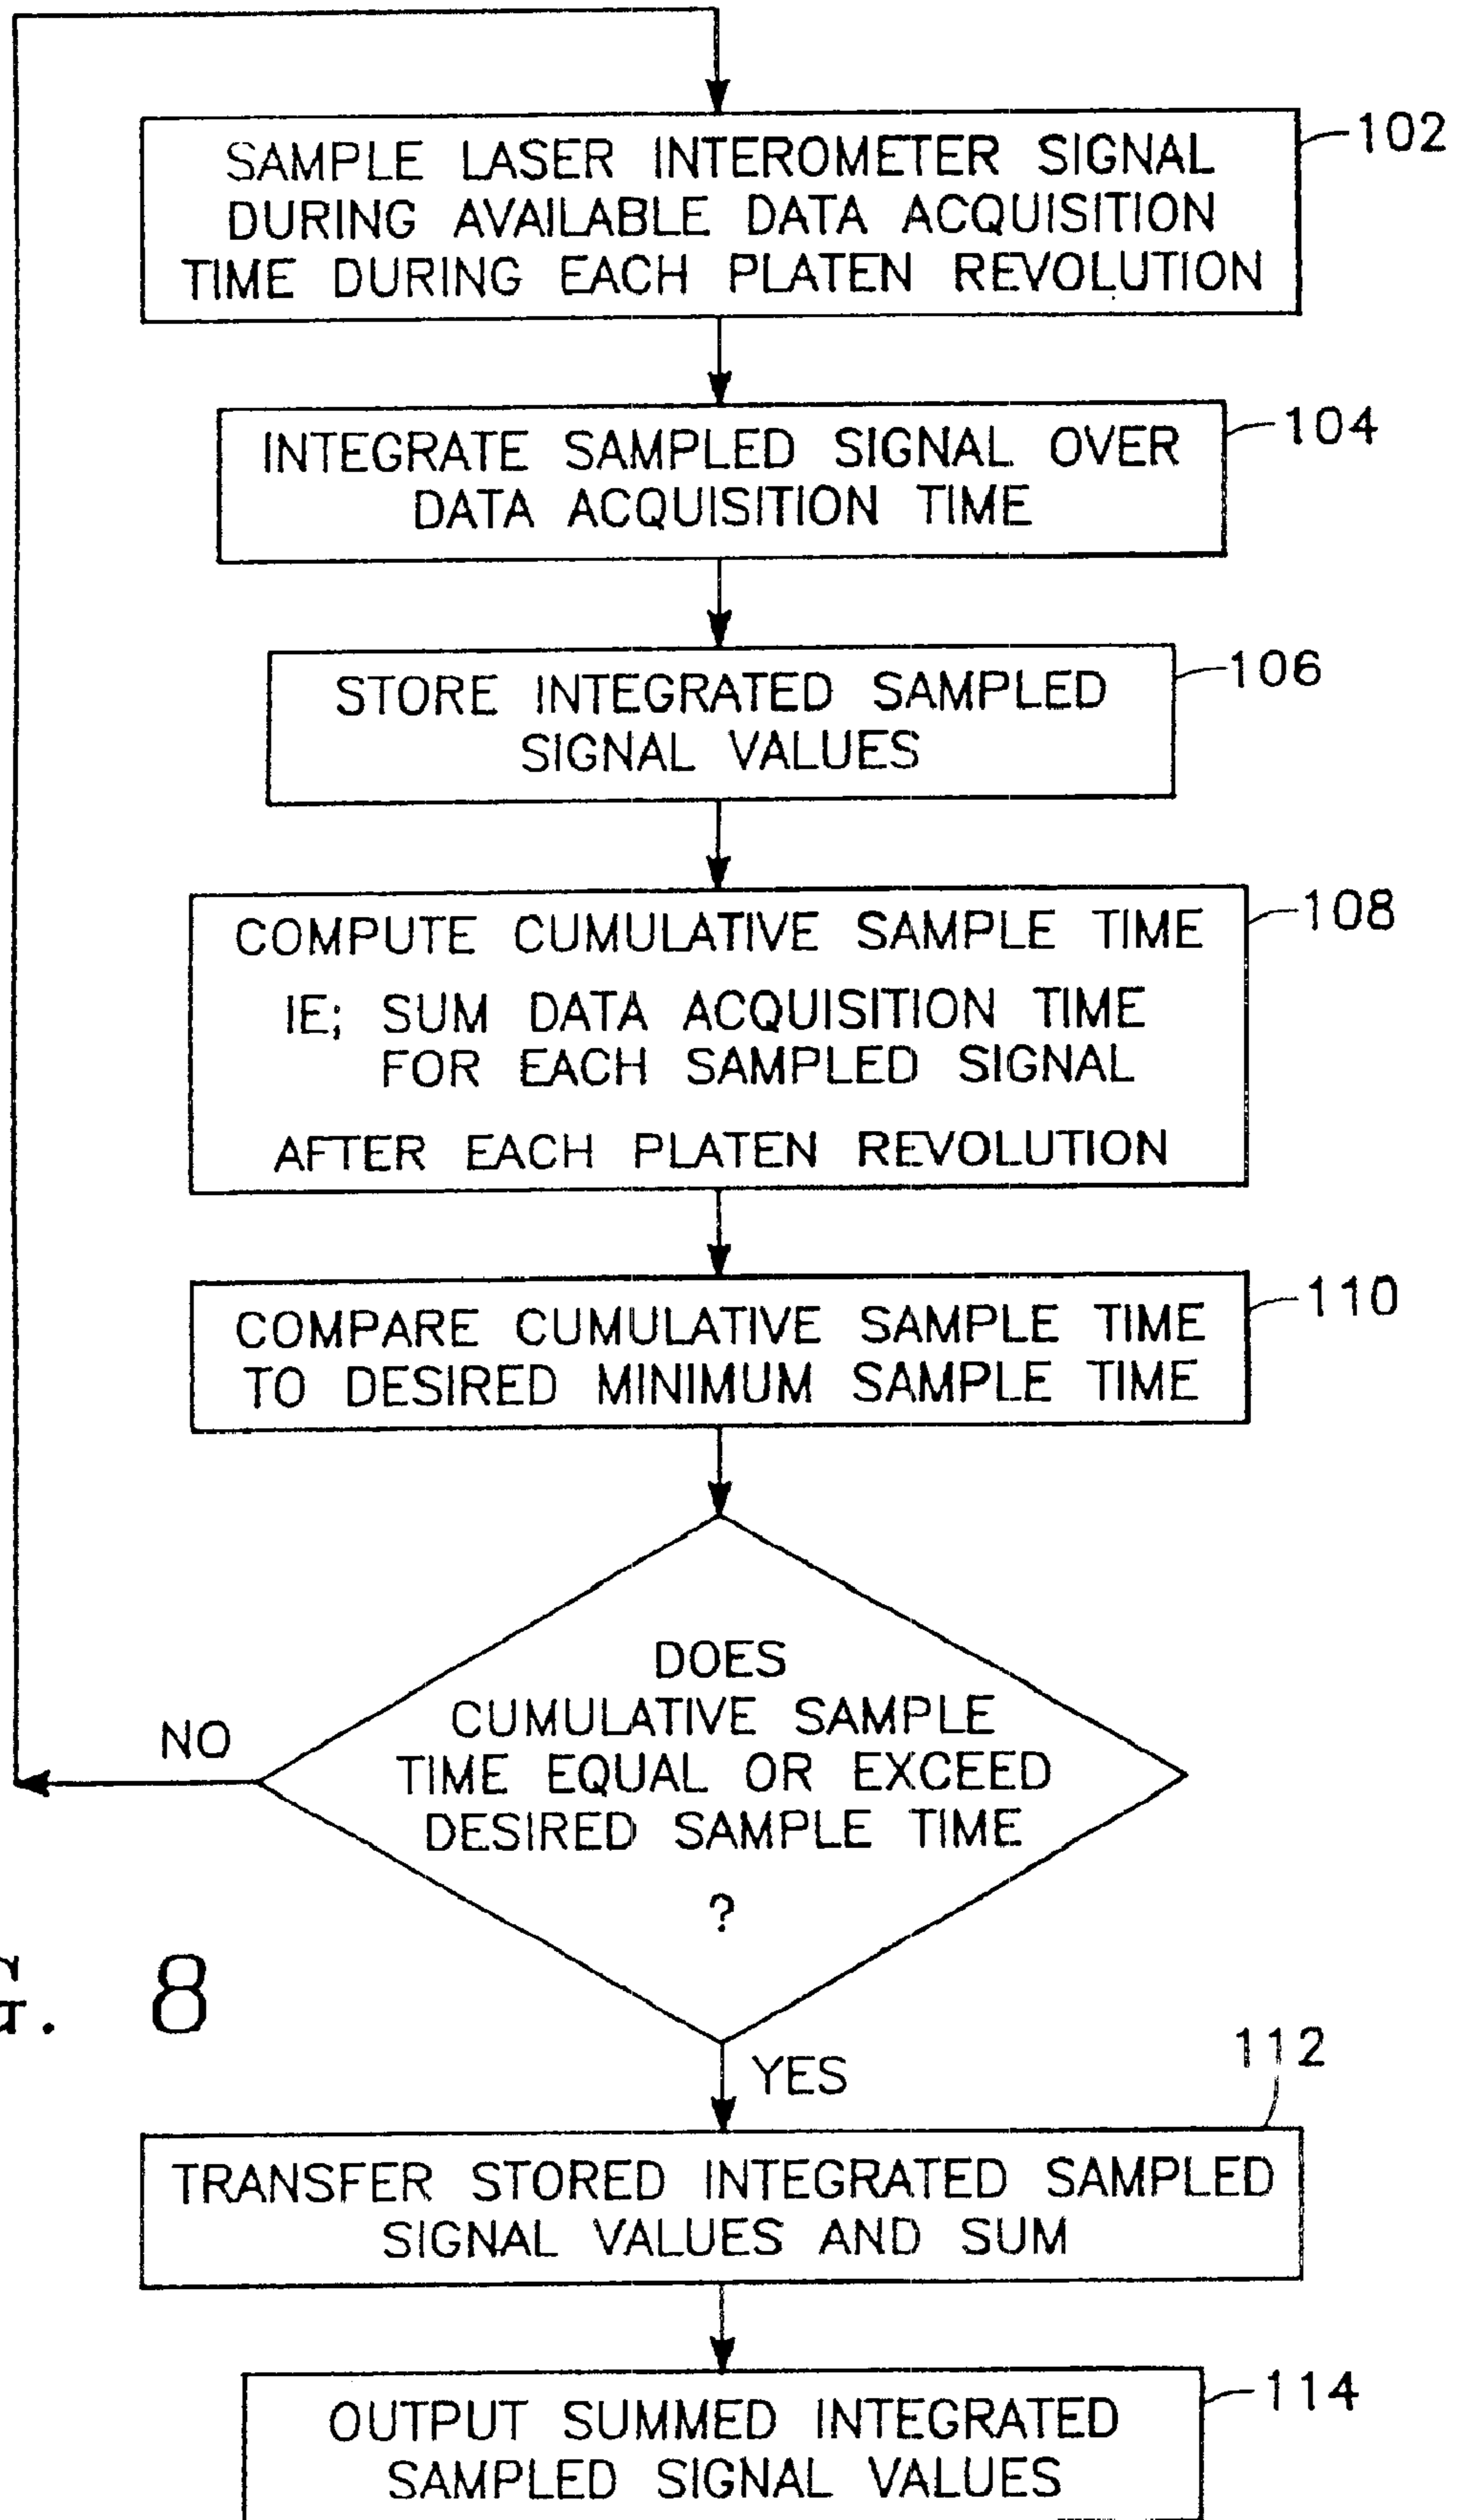 SAMPLE LASER INTEROMETER SIGNAL
DURING AVAILABLE DATA ACQUISITION
TIME DURING EACH PLATEN REVOLUTION
102
INTEGRATE SAMPLED SIGNAL OVER
DATA ACQUISITION TIME
104
STORE INTEGRATED SAMPLED
SIGNAL VALUES
106
COMPUTE CUMULATIVE SAMPLE TIME
IE; SUM DATA ACQUISITION TIME
FOR EACH SAMPLED SIGNAL
AFTER EACH PLATEN REVOLUTION
108
COMPARE CUMULATIVE SAMPLE TIME
TO DESIRED MINIMUM SAMPLE TIME
110
DOES
CUMULATIVE SAMPLE
TIME EQUAL OR EXCEED
DESIRED SAMPLE TIME
?
NO
8
YES
112
TRANSFER STORED INTEGRATED SAMPLED
SIGNAL VALUES AND SUM
OUTPUT SUMMED INTEGRATED
SAMPLED SIGNAL VALUES
114